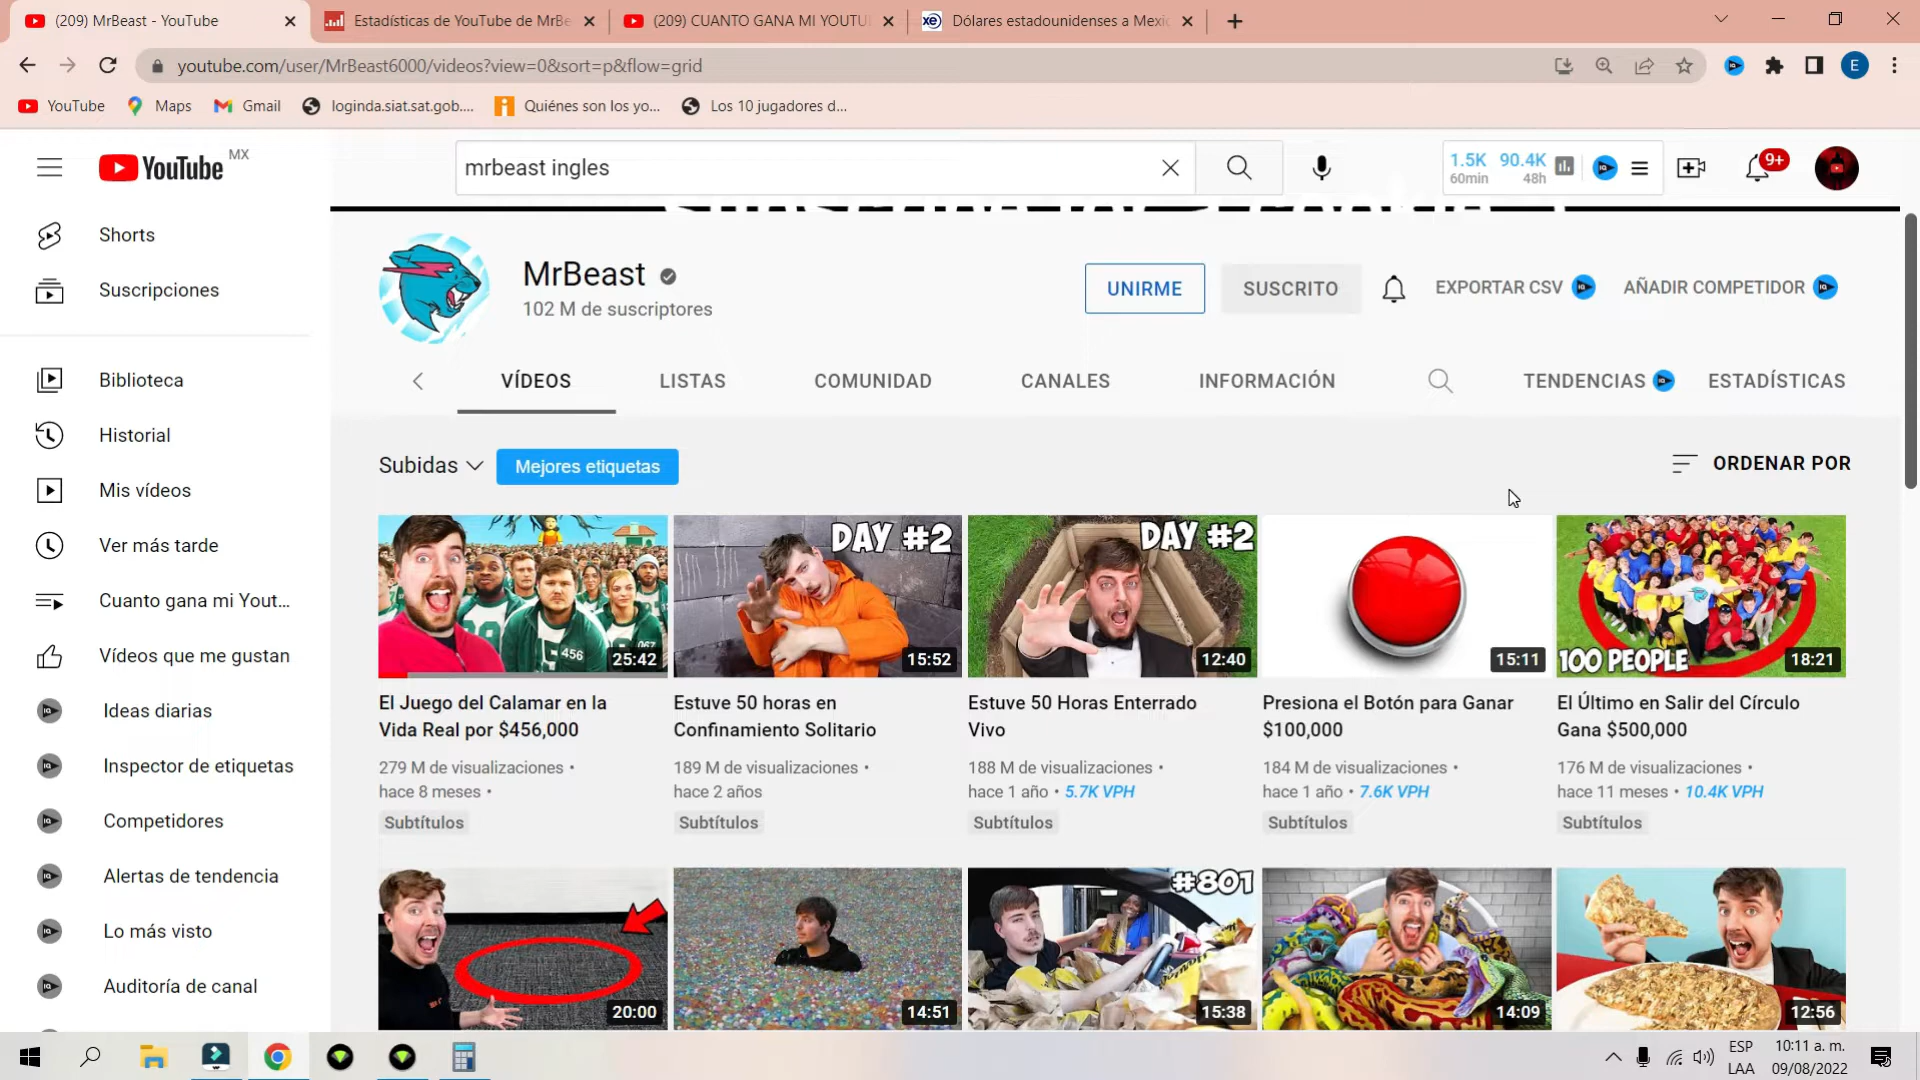 (209) MrBeast - YouTube
Estadísticas de YouTube de MrBe
(209) CUANTO GANA MI YOUTU
xe
Dólares estadounidenses a Mexic
youtube.com/user/MrBeast6000/videos?view=0&sort=p&flow=grid
E
YouTube
Maps
Gmail
loginda.siat.sat.gob....
Quiénes son los yo...
Los 10 jugadores d...
YouTube MX
mrbeast ingles
1.5K 90.4K
60min 48h
9+
Shorts
Suscripciones
Biblioteca
Historial
Mis vídeos
Ver más tarde
Cuanto gana mi Yout...
Vídeos que me gustan
Ideas diarias
Inspector de etiquetas
Competidores
Alertas de tendencia
Lo más visto
Auditoría de canal
MrBeast
102 M de suscriptores
UNIRME
SUSCRITO
EXPORTAR CSV
AÑADIR COMPETIDOR
VÍDEOS
LISTAS
COMUNIDAD
CANALES
INFORMACIÓN
TENDENCIAS
ESTADÍSTICAS
Subidas
Mejores etiquetas
ORDENAR POR
456
067
25:42
DAY #2
15:52
DAY #2
12:40
15:11
100 PEOPLE
18:21
El Juego del Calamar en la
Vida Real por $456,000
279 M de visualizaciones •
hace 8 meses •
Subtítulos
Estuve 50 horas en
Confinamiento Solitario
189 M de visualizaciones •
hace 2 años
Subtítulos
Estuve 50 Horas Enterrado
Vivo
188 M de visualizaciones •
hace 1 año • 5.7K VPH
Subtítulos
Presiona el Botón para Ganar
$100,000
184 M de visualizaciones •
hace 1 año • 7.6K VPH
Subtítulos
El Último en Salir del Círculo
Gana $500,000
176 M de visualizaciones •
hace 11 meses • 10.4K VPH
Subtítulos
20:00
14:51
#801
15:38
14:09
12:56
ESP
LAA
10:11 a. m.
09/08/2022